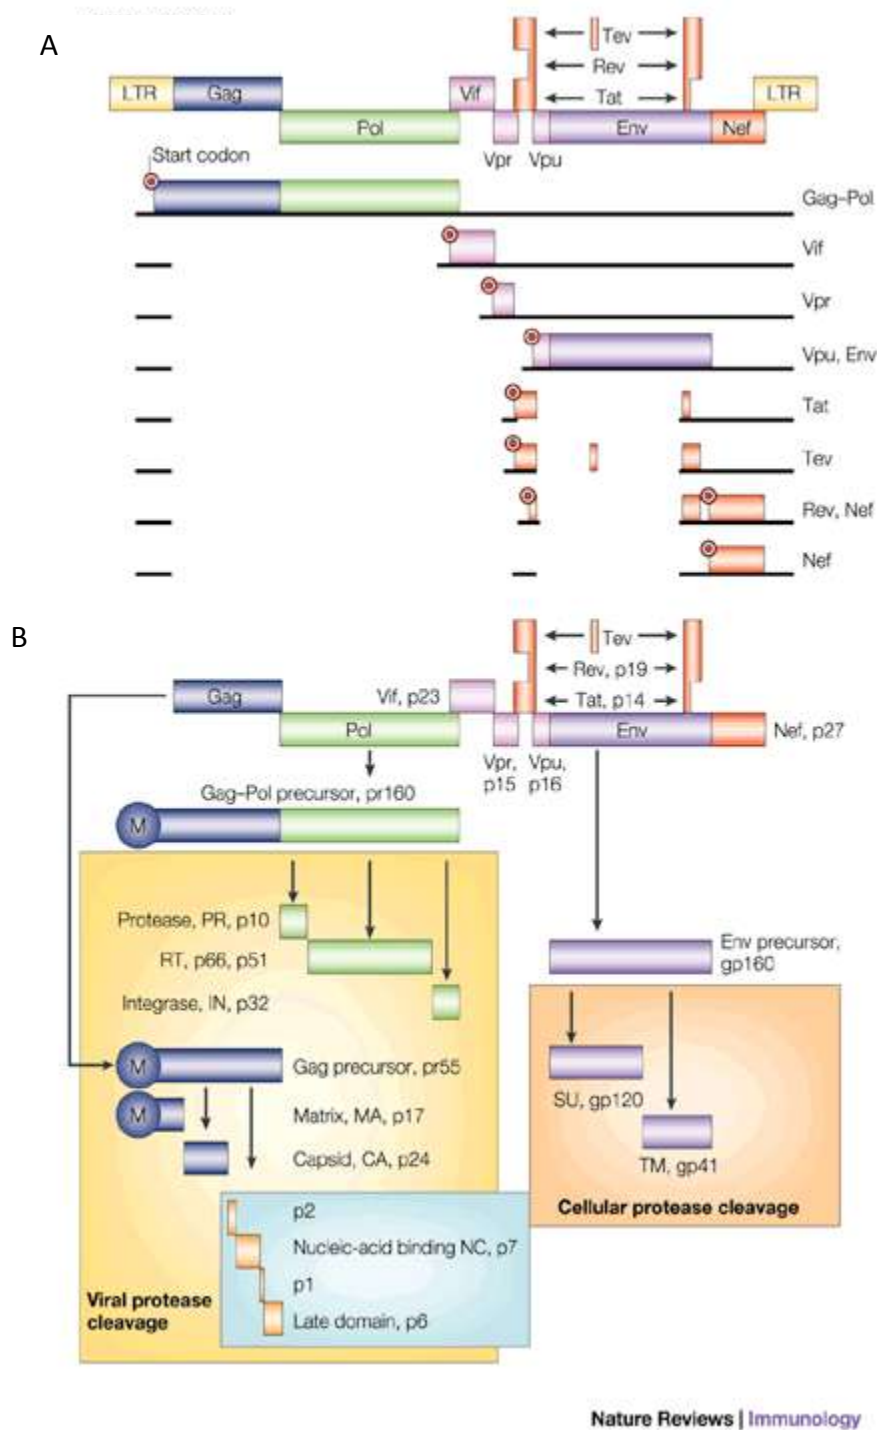 A
Tev
Rev
LTR Gag Vif Tat LTR
Pol Env Nef
Vpr Vpu
Start codon
Gag–Pol
Vif
Vpr
Vpu, Env
Tat
Tev
Rev, Nef
Nef
B
Tev
Rev, p19
Gag Vif, p23 Tat, p14
Pol Env Nef, p27
Vpr, Vpu,
p15 p16
Gag–Pol precursor, pr160
M
Protease, PR, p10
RT, p66, p51
Integrase, IN, p32
Env precursor,
gp160
M Gag precursor, pr55
M Matrix, MA, p17
Capsid, CA, p24
SU, gp120
TM, gp41
Cellular protease cleavage
p2
Nucleic-acid binding NC, p7
p1
Late domain, p6
Viral protease
cleavage
Nature Reviews | Immunology